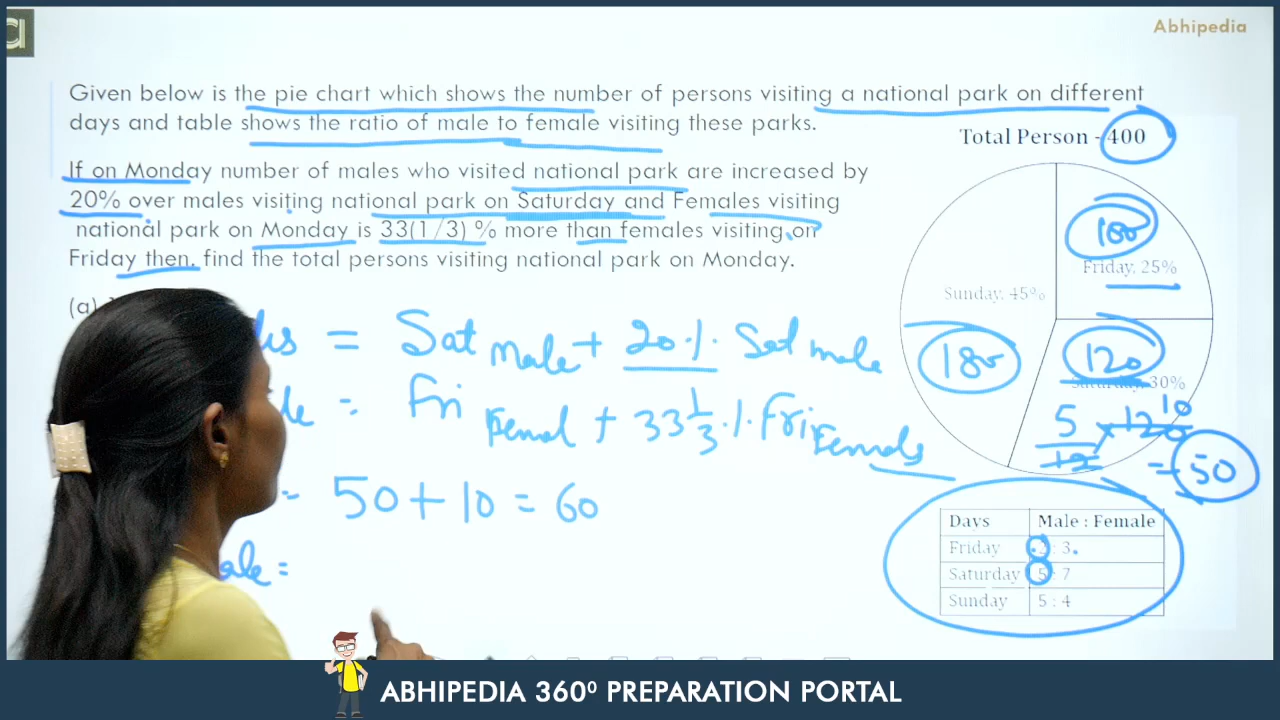 Abhipedia
Given below is the pie chart which shows the number of persons visiting a national park on different
days and table shows the ratio of male to female visiting these parks.
Total Person - 400
If on Monday number of males who visited national park are increased by
20% over males visiting national park on Saturday and Females visiting
national park on Monday is 33(1/3) % more than females visiting on
Friday then, find the total persons visiting national park on Monday.
100
Friday, 25%
Sunday, 45%
180
120
Saturday, 30%
(a)
= Sat male + 20% Sat male
= Fri Femal + 33 1/3 % Fri Femals
5/12 × 120 10
= 50
= 50 + 10 = 60
=
Days Male : Female
Friday : 3
Saturday 5 : 7
Sunday 5 : 4
ABHIPEDIA 360⁰ PREPARATION PORTAL